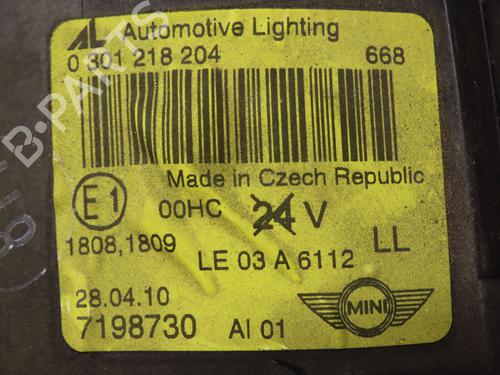 AL Automotive Lighting
0 301 218 204 668
Made in Czech Republic
E1 00HC 24 V
1808,1809
LE 03 A 6112 LL
28.04.10
7198730 AI 01
MINI
B-PARTS